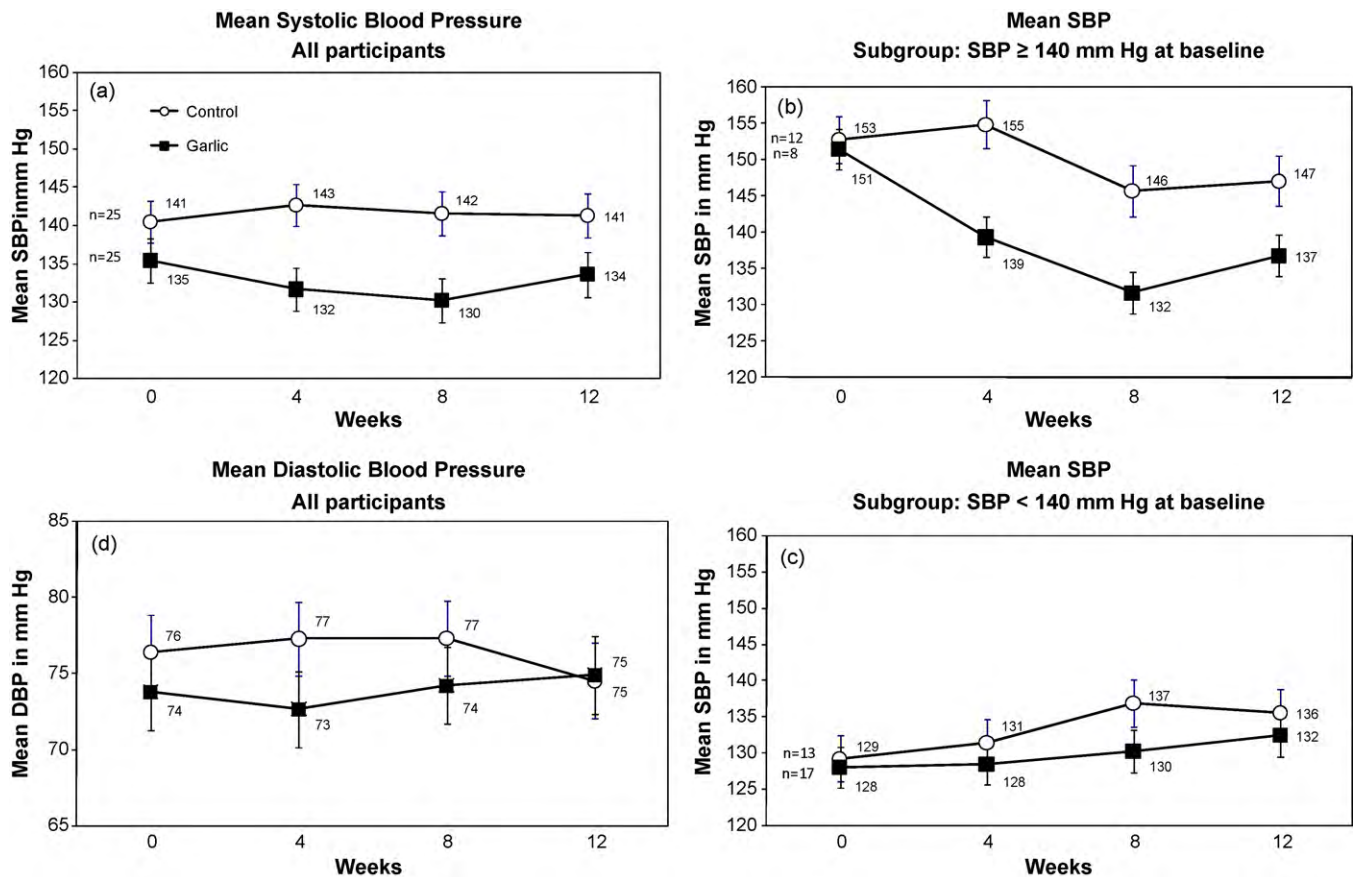 Mean Systolic Blood Pressure
All participants
160
155
150
145
140
135
130
125
120
Mean SBPinmm Hg
(a)
Control
Garlic
n=25
n=25
141
143
142
141
135
132
130
134
0
4
8
12
Weeks
Mean SBP
Subgroup: SBP ≥ 140 mm Hg at baseline
160
155
150
145
140
135
130
125
120
Mean SBP in mm Hg
(b)
n=12
n=8
153
155
146
147
151
139
132
137
0
4
8
12
Weeks
Mean Diastolic Blood Pressure
All participants
85
80
75
70
65
Mean DBP in mm Hg
(d)
76
77
77
75
74
73
74
75
0
4
8
12
Weeks
Mean SBP
Subgroup: SBP < 140 mm Hg at baseline
160
155
150
145
140
135
130
125
120
Mean SBP in mm Hg
(c)
n=13
n=17
129
131
137
136
128
128
130
132
0
4
8
12
Weeks